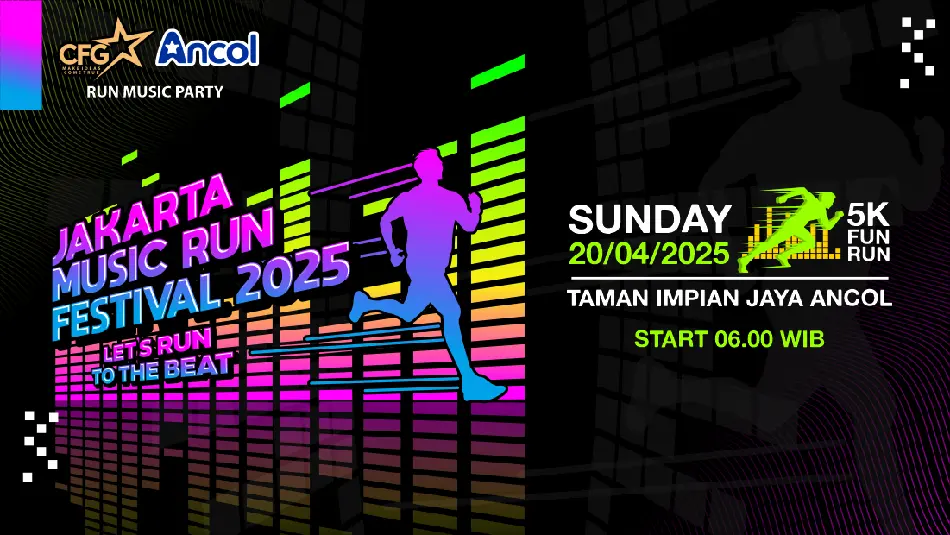 CFG
Ancol
RUN MUSIC PARTY
JAKARTA
MUSIC RUN
FESTIVAL 2025
LET'S RUN
TO THE BEAT
SUNDAY
20/04/2025
5K
FUN
RUN
TAMAN IMPIAN JAYA ANCOL
START 06.00 WIB